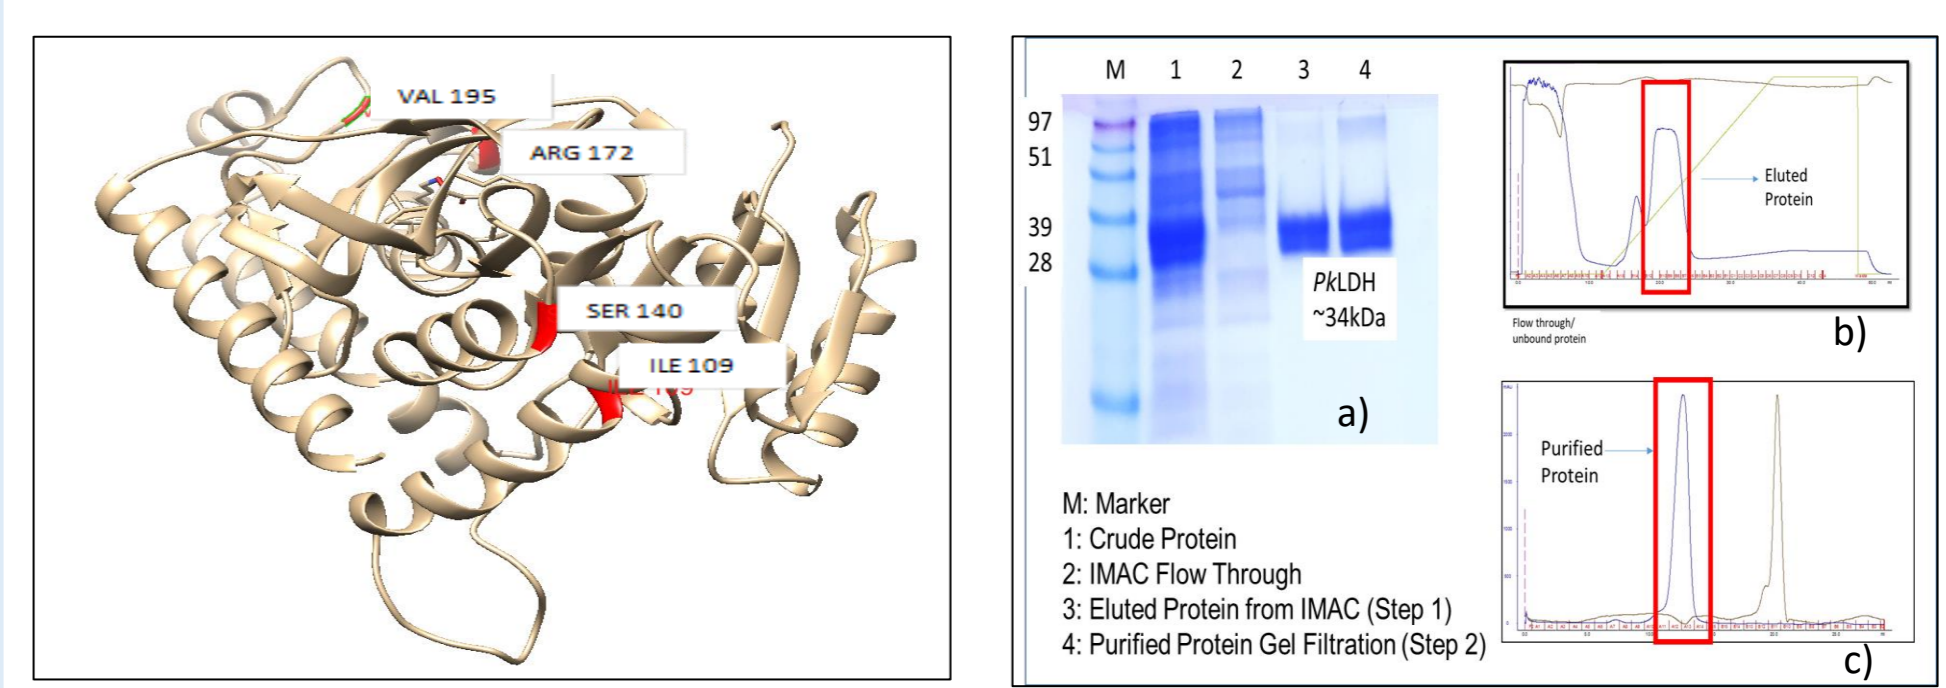 VAL 195
ARG 172
SER 140
ILE 109
M 1 2 3 4
97
51
39
28
PkLDH
~34kDa
a)
M: Marker
1: Crude Protein
2: IMAC Flow Through
3: Eluted Protein from IMAC (Step 1)
4: Purified Protein Gel Filtration (Step 2)
Eluted
Protein
Flow through/
unbound protein
b)
Purified
Protein
c)